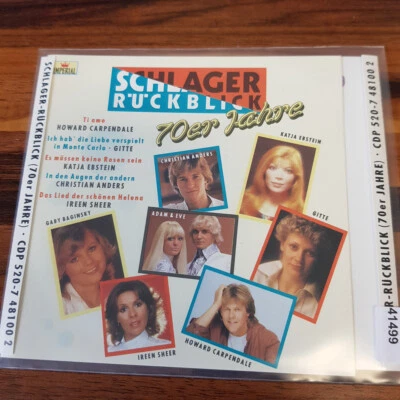 IMPERIAL
SCHLAGER
RÜCKBLICK
70er Jahre
Ti amo
HOWARD CARPENDALE
Ich hab' die Liebe verspielt
in Monte Carlo - GITTE
Es müssen keine Rosen sein
KATJA EBSTEIN
In den Augen der andern
CHRISTIAN ANDERS
Das Lied der schönen Helena
IREEN SHEER
CHRISTIAN ANDERS
KATJA EBSTEIN
GABY BAGINSKY
ADAM & EVE
GITTE
IREEN SHEER
HOWARD CARPENDALE
SCHLAGER-RÜCKBLICK (70er JAHRE) · CDP 520-7 48100 2
R-RÜCKBLICK (70er JAHRE) · CDP 520-7 48100 2
41499